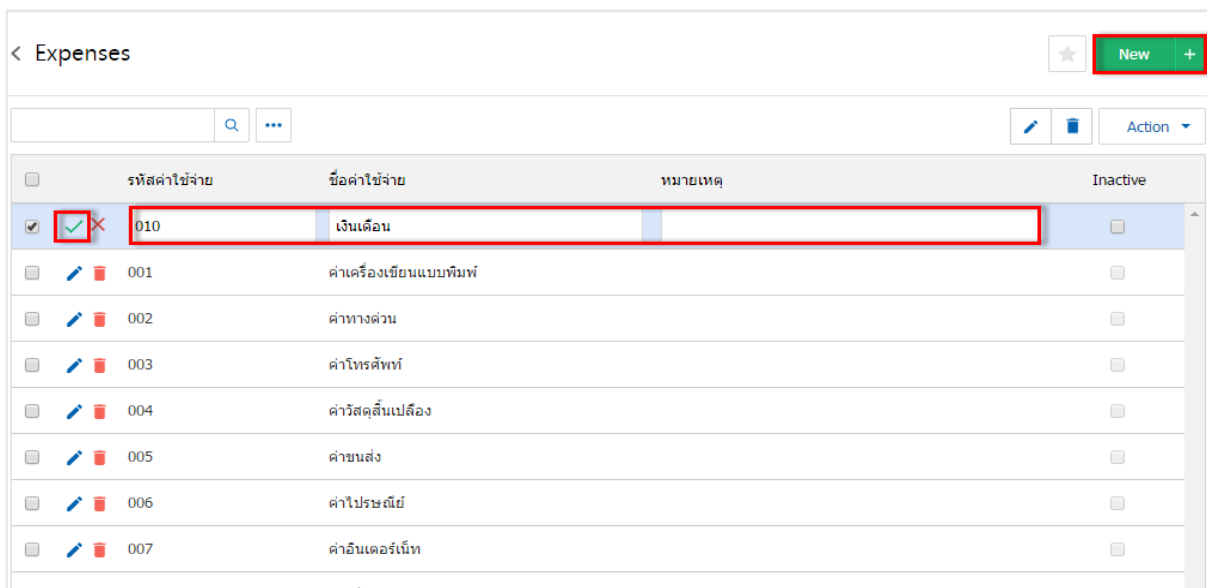 < Expenses
New +
Action
รหัสค่าใช้จ่าย ชื่อค่าใช้จ่าย หมายเหตุ Inactive
010 เงินเดือน
001 ค่าเครื่องเขียนแบบพิมพ์
002 ค่าทางด่วน
003 ค่าโทรศัพท์
004 ค่าวัสดุสิ้นเปลือง
005 ค่าขนส่ง
006 ค่าไปรษณีย์
007 ค่าอินเตอร์เน็ท